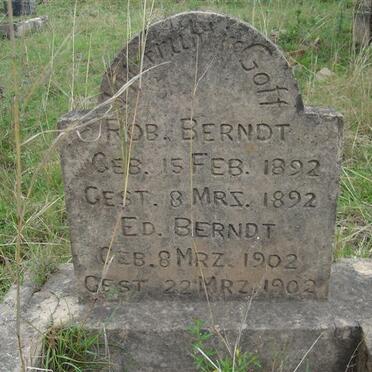 Gott
Rob. Berndt
Geb. 15 Feb. 1892
Gest. 8 Mrz. 1892
Ed. Berndt
Geb. 8 Mrz. 1902
Gest 22 Mrz. 1902